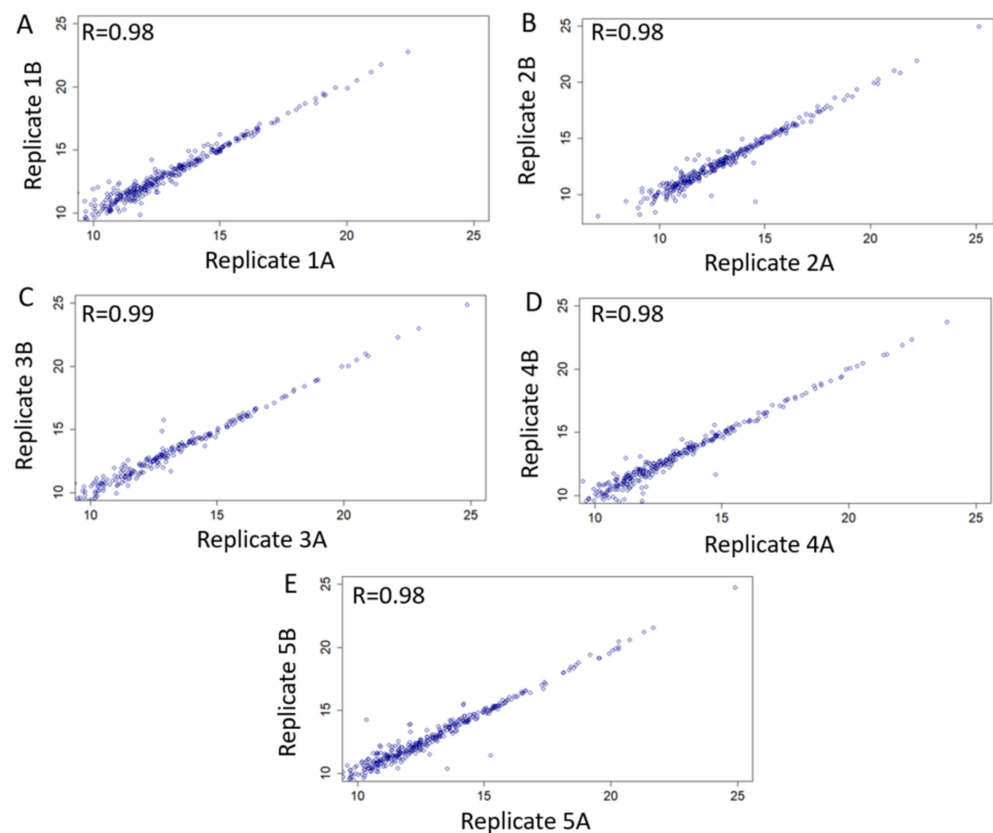 A
R=0.98
25
20
15
10
Replicate 1B
10 15 20 25
Replicate 1A
B
R=0.98
25
20
15
10
Replicate 2B
10 15 20 25
Replicate 2A
C
R=0.99
25
20
15
10
Replicate 3B
10 15 20 25
Replicate 3A
D
R=0.98
25
20
15
10
Replicate 4B
10 15 20 25
Replicate 4A
E
R=0.98
25
20
15
10
Replicate 5B
10 15 20 25
Replicate 5A